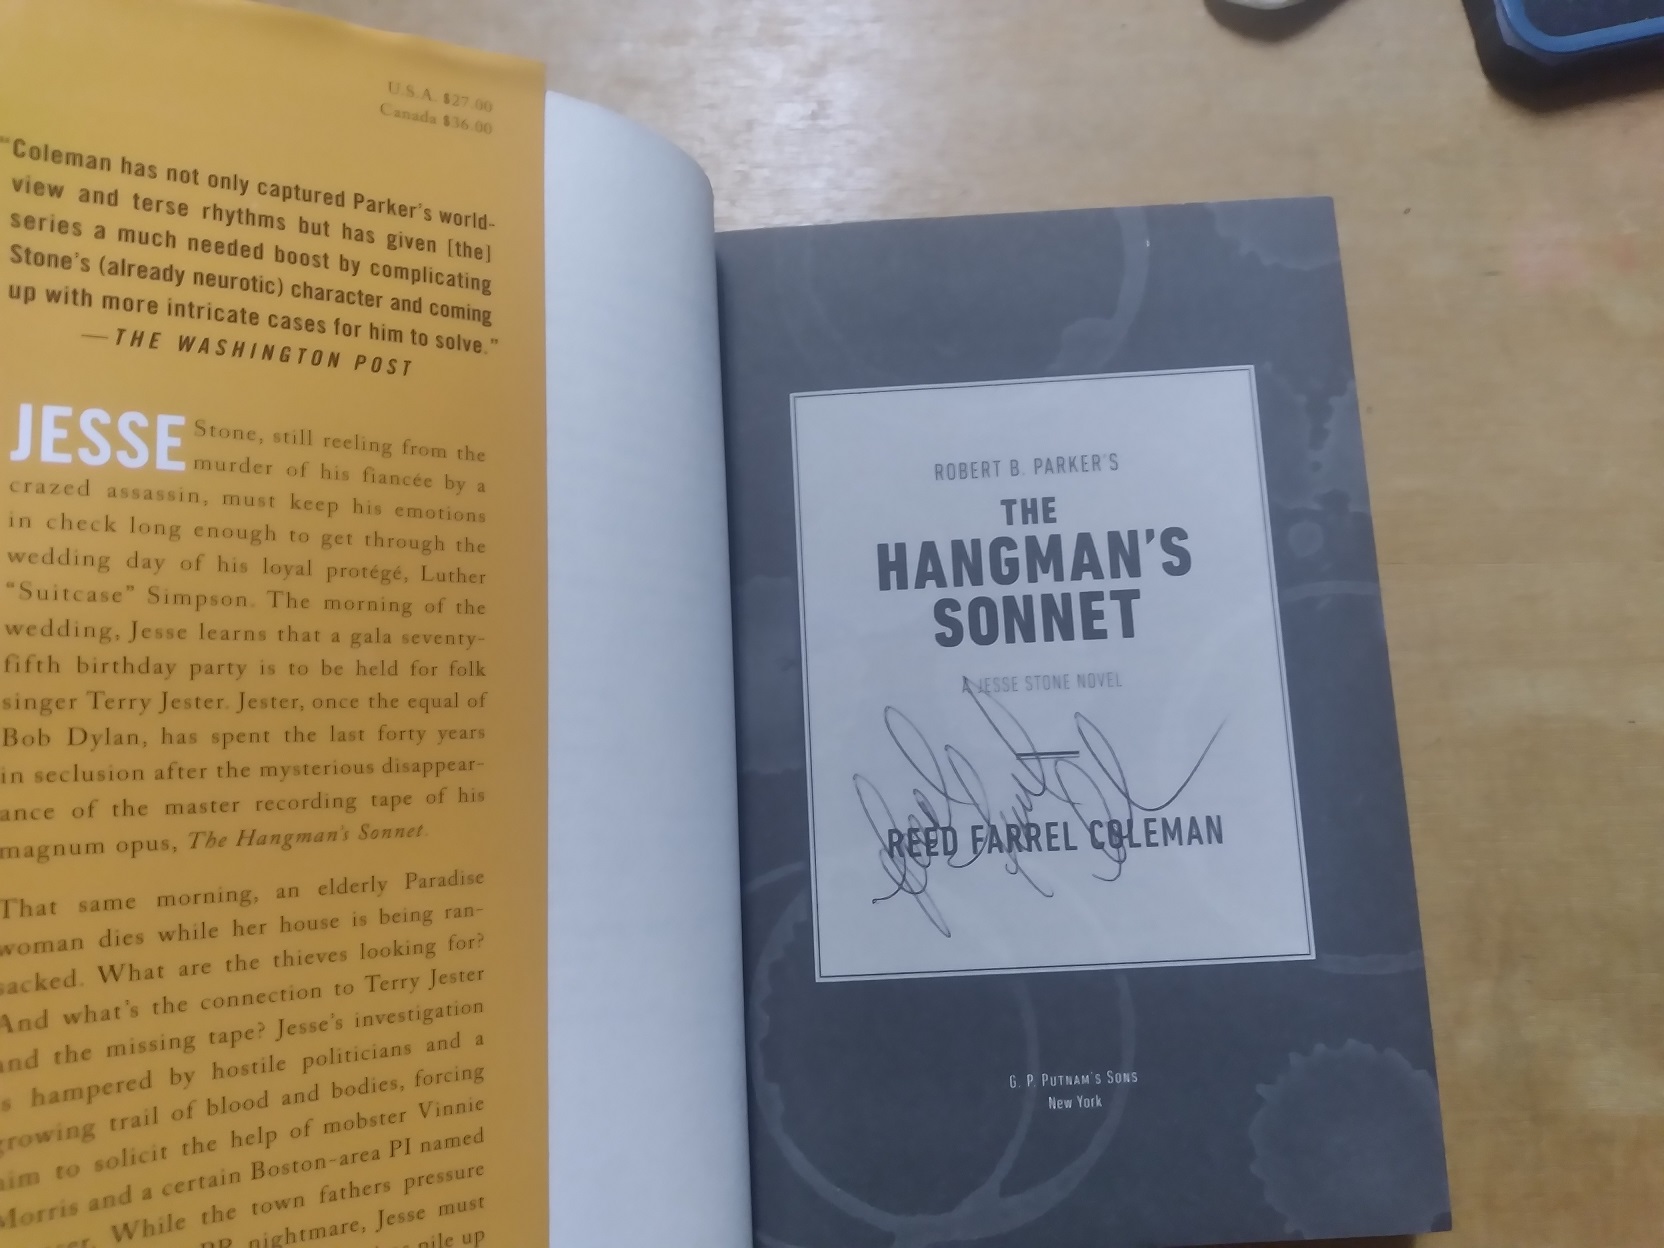 U.S.A. $27.00
Canada $36.00
"Coleman has not only captured Parker's world-
view and terse rhythms but has given [the]
series a much needed boost by complicating
Stone's (already neurotic) character and coming
up with more intricate cases for him to solve."
—THE WASHINGTON POST
JESSE Stone, still reeling from the
murder of his fiancée by a
crazed assassin, must keep his emotions
in check long enough to get through the
wedding day of his loyal protégé, Luther
"Suitcase" Simpson. The morning of the
wedding, Jesse learns that a gala seventy-
fifth birthday party is to be held for folk
singer Terry Jester. Jester, once the equal of
Bob Dylan, has spent the last forty years
in seclusion after the mysterious disappear-
ance of the master recording tape of his
magnum opus, The Hangman's Sonnet.
That same morning, an elderly Paradise
woman dies while her house is being ran-
sacked. What are the thieves looking for?
And what's the connection to Terry Jester
and the missing tape? Jesse's investigation
s hampered by hostile politicians and a
growing trail of blood and bodies, forcing
him to solicit the help of mobster Vinnie
Morris and a certain Boston-area PI named
While the town fathers pressure
PR nightmare, Jesse must
pile up
ROBERT B. PARKER'S
THE
HANGMAN'S
SONNET
A JESSE STONE NOVEL
REED FARREL COLEMAN
G. P. PUTNAM'S SONS
New York